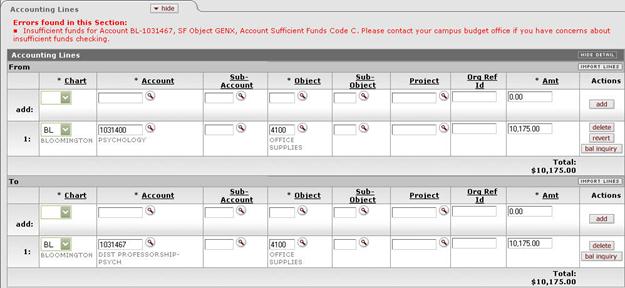 Accounting Lines
hide
Errors found in this Section:
Insufficient funds for Account BL-1031467, SF Object GENX, Account Sufficient Funds Code C. Please contact your campus budget office if you have concerns about
insufficient funds checking.
Accounting Lines HIDE DETAIL
From IMPORT LINES
* Chart * Account Sub-Account * Object Sub-Object Project Org Ref Id * Amt Actions
add: 0.00 add
1: BL 1031400 4100 10,175.00 delete
BLOOMINGTON PSYCHOLOGY OFFICE SUPPLIES revert
bal inquiry
Total:
$10,175.00
To IMPORT LINES
* Chart * Account Sub-Account * Object Sub-Object Project Org Ref Id * Amt Actions
add: 0.00 add
1: BL 1031467 4100 10,175.00 delete
BLOOMINGTON DIST PROFESSORSHIP-PSYCH OFFICE SUPPLIES bal inquiry
Total:
$10,175.00